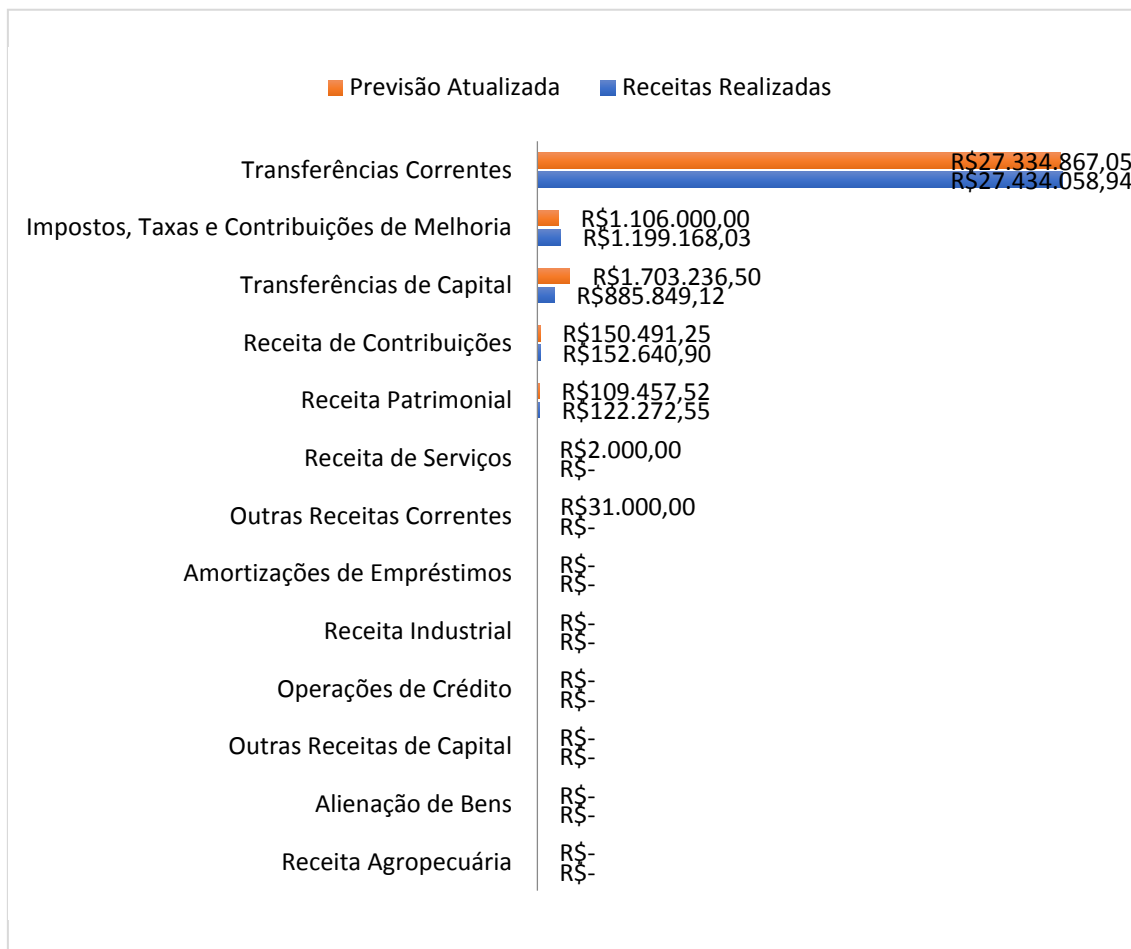 Previsão Atualizada Receitas Realizadas
Transferências Correntes
R$27.334.867,05
R$27.434.058,94
Impostos, Taxas e Contribuições de Melhoria
R$1.106.000,00
R$1.199.168,03
Transferências de Capital
R$1.703.236,50
R$885.849,12
Receita de Contribuições
R$150.491,25
R$152.640,90
Receita Patrimonial
R$109.457,52
R$122.272,55
Receita de Serviços
R$2.000,00
R$-
Outras Receitas Correntes
R$31.000,00
R$-
Amortizações de Empréstimos
R$-
R$-
Receita Industrial
R$-
R$-
Operações de Crédito
R$-
R$-
Outras Receitas de Capital
R$-
R$-
Alienação de Bens
R$-
R$-
Receita Agropecuária
R$-
R$-